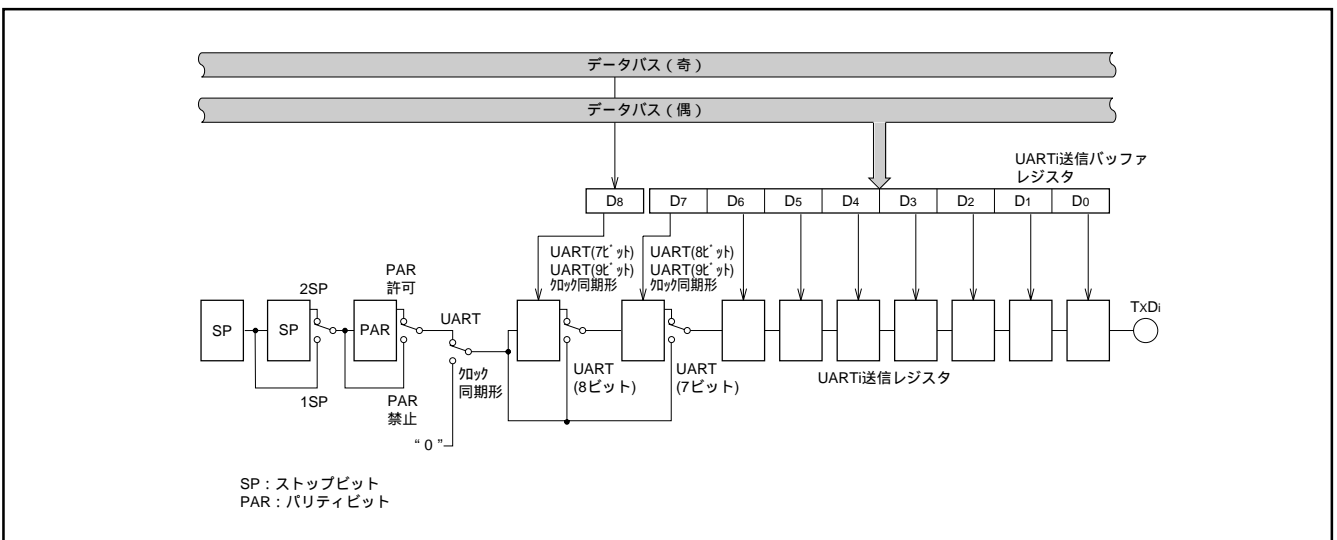 データバス（奇）
データバス（偶）
UARTi送信バッファ
レジスタ
D8
D7
D6
D5
D4
D3
D2
D1
D0
UART(7ﾋﾞｯﾄ)
UART(9ﾋﾞｯﾄ)
ｸﾛｯｸ同期形
UART(8ﾋﾞｯﾄ)
UART(9ﾋﾞｯﾄ)
ｸﾛｯｸ同期形
PAR
許可
2SP
UART
TXDi
SP
SP
PAR
ｸﾛｯｸ
同期形
UART
(8ビット)
UART
(7ビット)
UARTi送信レジスタ
1SP
PAR
禁止
“ 0 ”
SP：ストップビット
PAR：パリティビット